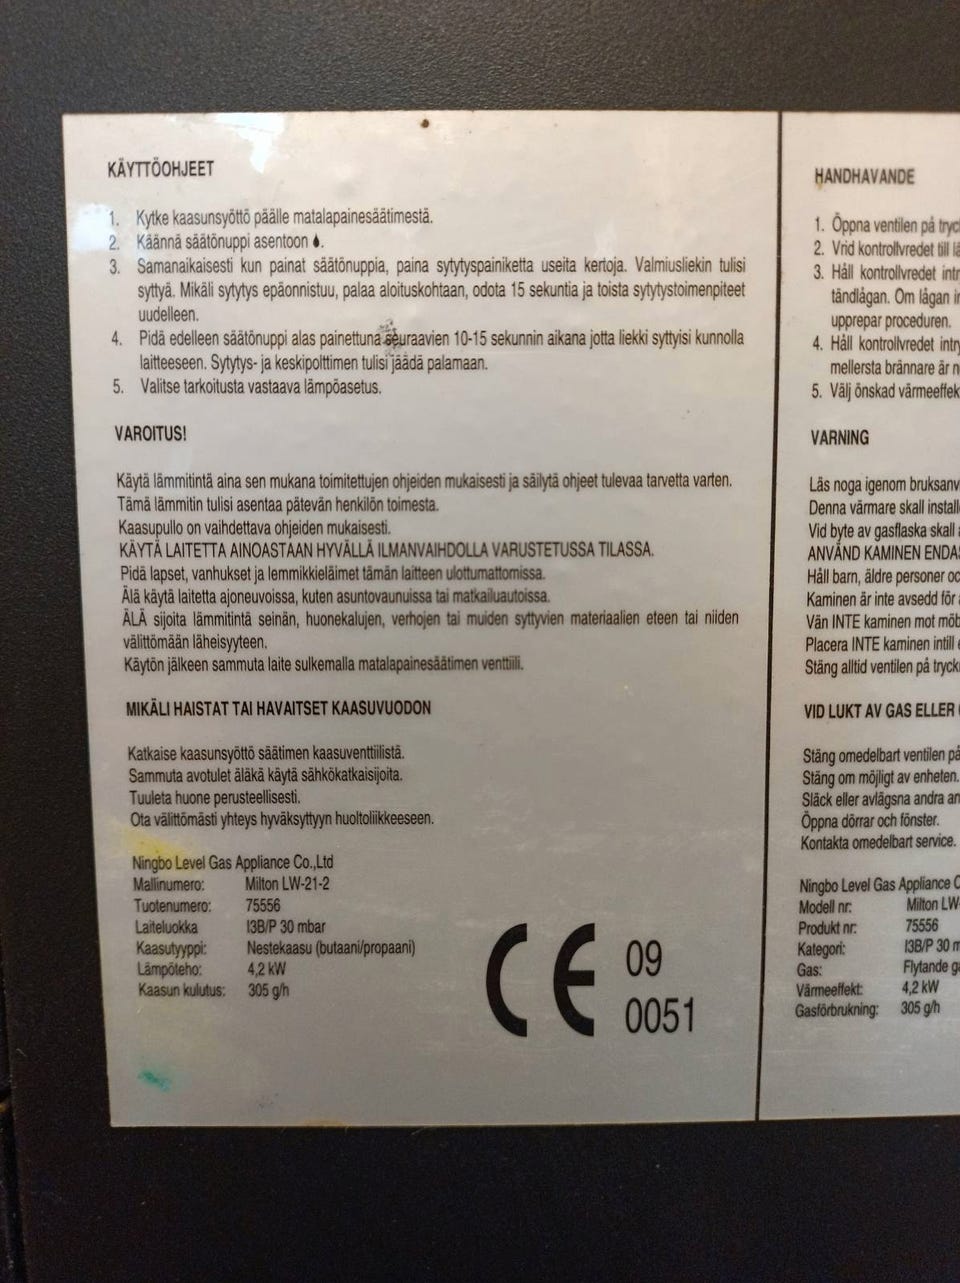 KÄYTTÖOHJEET
1. Kytke kaasunsyöttö päälle matalapainesäätimestä.
2. Käännä säätönuppi asentoon.
3. Samanaikaisesti kun painat säätönuppia, paina sytytyspainiketta useita kertoja. Valmiusliekin tulisi
syttyä. Mikäli sytytys epäonnistuu, palaa aloituskohtaan, odota 15 sekuntia ja toista sytytystoimenpiteet
uudelleen.
4. Pidä edelleen säätönuppi alas painettuna seuraavien 10-15 sekunnin aikana jotta liekki syttyisi kunnolla
laitteeseen. Sytytys- ja keskipolttimen tulisi jäädä palamaan.
5. Valitse tarkoitusta vastaava lämpöasetus.
VAROITUS!
Käytä lämmitintä aina sen mukana toimitettujen ohjeiden mukaisesti ja säilytä ohjeet tulevaa tarvetta varten.
Tämä lämmitin tulisi asentaa pätevän henkilön toimesta.
Kaasupullo on vaihdettava ohjeiden mukaisesti.
KÄYTÄ LAITETTA AINOASTAAN HYVÄLLÄ ILMANVAIHDOLLA VARUSTETUSSA TILASSA.
Pidä lapset, vanhukset ja lemmikkieläimet tämän laitteen ulottumattomissa.
Älä käytä laitetta ajoneuvoissa, kuten asuntovaunuissa tai matkailuautoissa.
ÄLÄ sijoita lämmitintä seinän, huonekalujen, verhojen tai muiden syttyvien materiaalien eteen tai niiden
välittömään läheisyyteen.
Käytön jälkeen sammuta laite sulkemalla matalapainesäätimen venttiili.
MIKÄLI HAISTAT TAI HAVAITSET KAASUVUODON
Katkaise kaasunsyöttö säätimen kaasuventtiilistä.
Sammuta avotulet äläkä käytä sähkökatkaisijoita.
Tuuleta huone perusteellisesti.
Ota välittömästi yhteys hyväksyttyyn huoltoliikkeeseen.
Ningbo Level Gas Appliance Co.,Ltd
Mallinumero: Milton LW-21-2
Tuotenumero: 75556
Laiteluokka I3B/P 30 mbar
Kaasutyyppi: Nestekaasu (butaani/propaani)
Lämpöteho: 4,2 kW
Kaasun kulutus: 305 g/h
CE 09
0051
HANDHAVANDE
1. Öppna ventilen på
2. Vrid kontrollvredet till
3. Håll kontrollvredet
tändlågan. Om lågan
upprepar proceduren.
4. Håll kontrollvredet
mellersta brännare är
5. Välj önskad
VARNING
Läs noga igenom
Denna värmare skall
Vid byte av gasflaska skall
ANVÄND KAMINEN
Håll barn, äldre personer
Kaminen är inte avsedd för
Vän INTE kaminen mot
Placera INTE kaminen intill
Stäng alltid ventilen på
VID LUKT AV GAS ELLER
Stäng omedelbart ventilen på
Stäng om möjligt av enheten.
Släck eller avlägsna andra
Öppna dörrar och fönster.
Kontakta omedelbart service.
Ningbo Level Gas Appliance
Modell nr: Milton
Produkt nr: 75556
Kategori: I3B/P 30
Gas: Flytande
Värmeeffekt: 4,2 kW
Gasförbrukning: 305 g/h